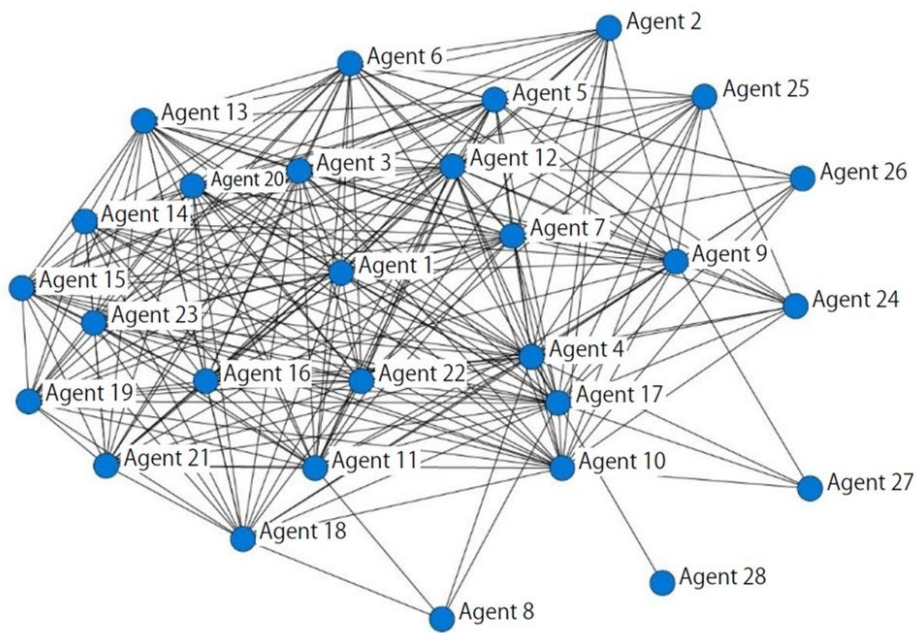 Agent 2
Agent 6
Agent 5
Agent 25
Agent 13
Agent 3
Agent 12
Agent 26
Agent 20
Agent 14
Agent 7
Agent 9
Agent 1
Agent 15
Agent 24
Agent 23
Agent 4
Agent 16
Agent 22
Agent 19
Agent 17
Agent 21
Agent 11
Agent 10
Agent 27
Agent 18
Agent 28
Agent 8